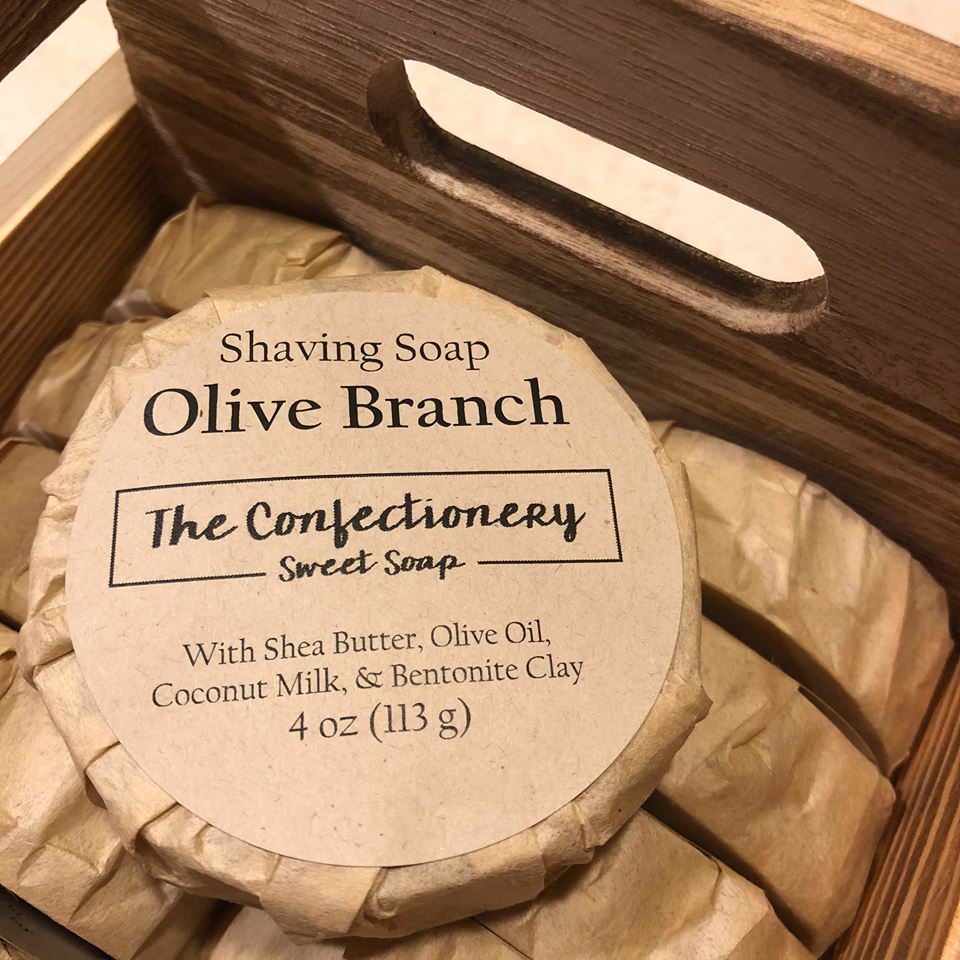 Shaving Soap
Olive Branch
The Confectionery
Sweet Soap
With Shea Butter, Olive Oil,
Coconut Milk, & Bentonite Clay
4 oz (113 g)